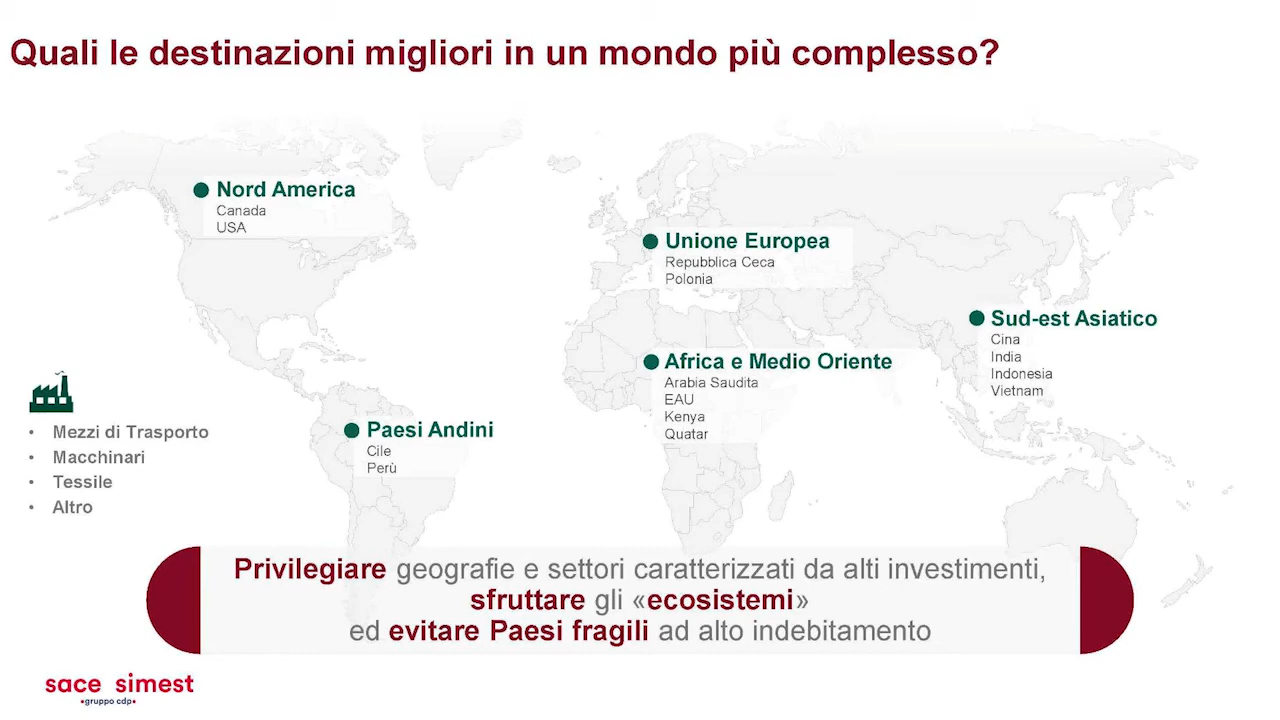 Quali le destinazioni migliori in un mondo più complesso?
Nord America
Canada
USA
Unione Europea
Repubblica Ceca
Polonia
Sud-est Asiatico
Cina
India
Indonesia
Vietnam
Africa e Medio Oriente
Arabia Saudita
EAU
Kenya
Quatar
Paesi Andini
Cile
Perù
• Mezzi di Trasporto
• Macchinari
• Tessile
• Altro
Privilegiare geografie e settori caratterizzati da alti investimenti,
sfruttare gli «ecosistemi»
ed evitare Paesi fragili ad alto indebitamento
sace simest
•gruppo cdp•